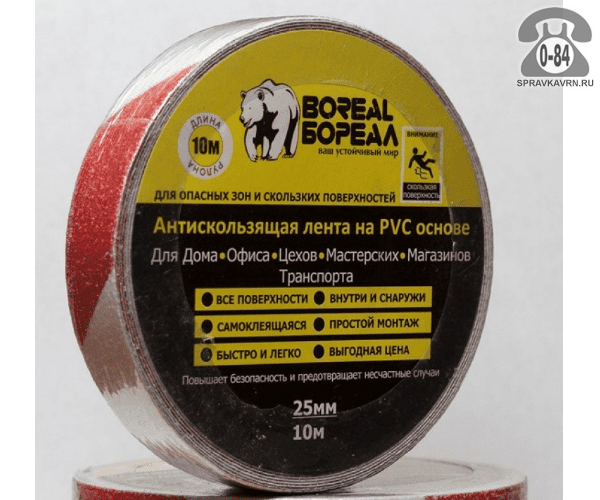 BOREAL
БОРЕАЛ
ваш устойчивый мир
ДЛИНА
10М
РУЛОНА
ВНИМАНИЕ
скользкая
поверхность
ДЛЯ ОПАСНЫХ ЗОН И СКОЛЬЗКИХ ПОВЕРХНОСТЕЙ
Антискользящая лента на PVC основе
Для Дома•Офиса•Цехов•Мастерских•Магазинов
Транспорта
ВСЕ ПОВЕРХНОСТИ ВНУТРИ И СНАРУЖИ
САМОКЛЕЯЩАЯСЯ ПРОСТОЙ МОНТАЖ
БЫСТРО И ЛЕГКО ВЫГОДНАЯ ЦЕНА
Повышает безопасность и предотвращает несчастные случаи
25мм
10м
0-84
SPRAVKAVRN.RU